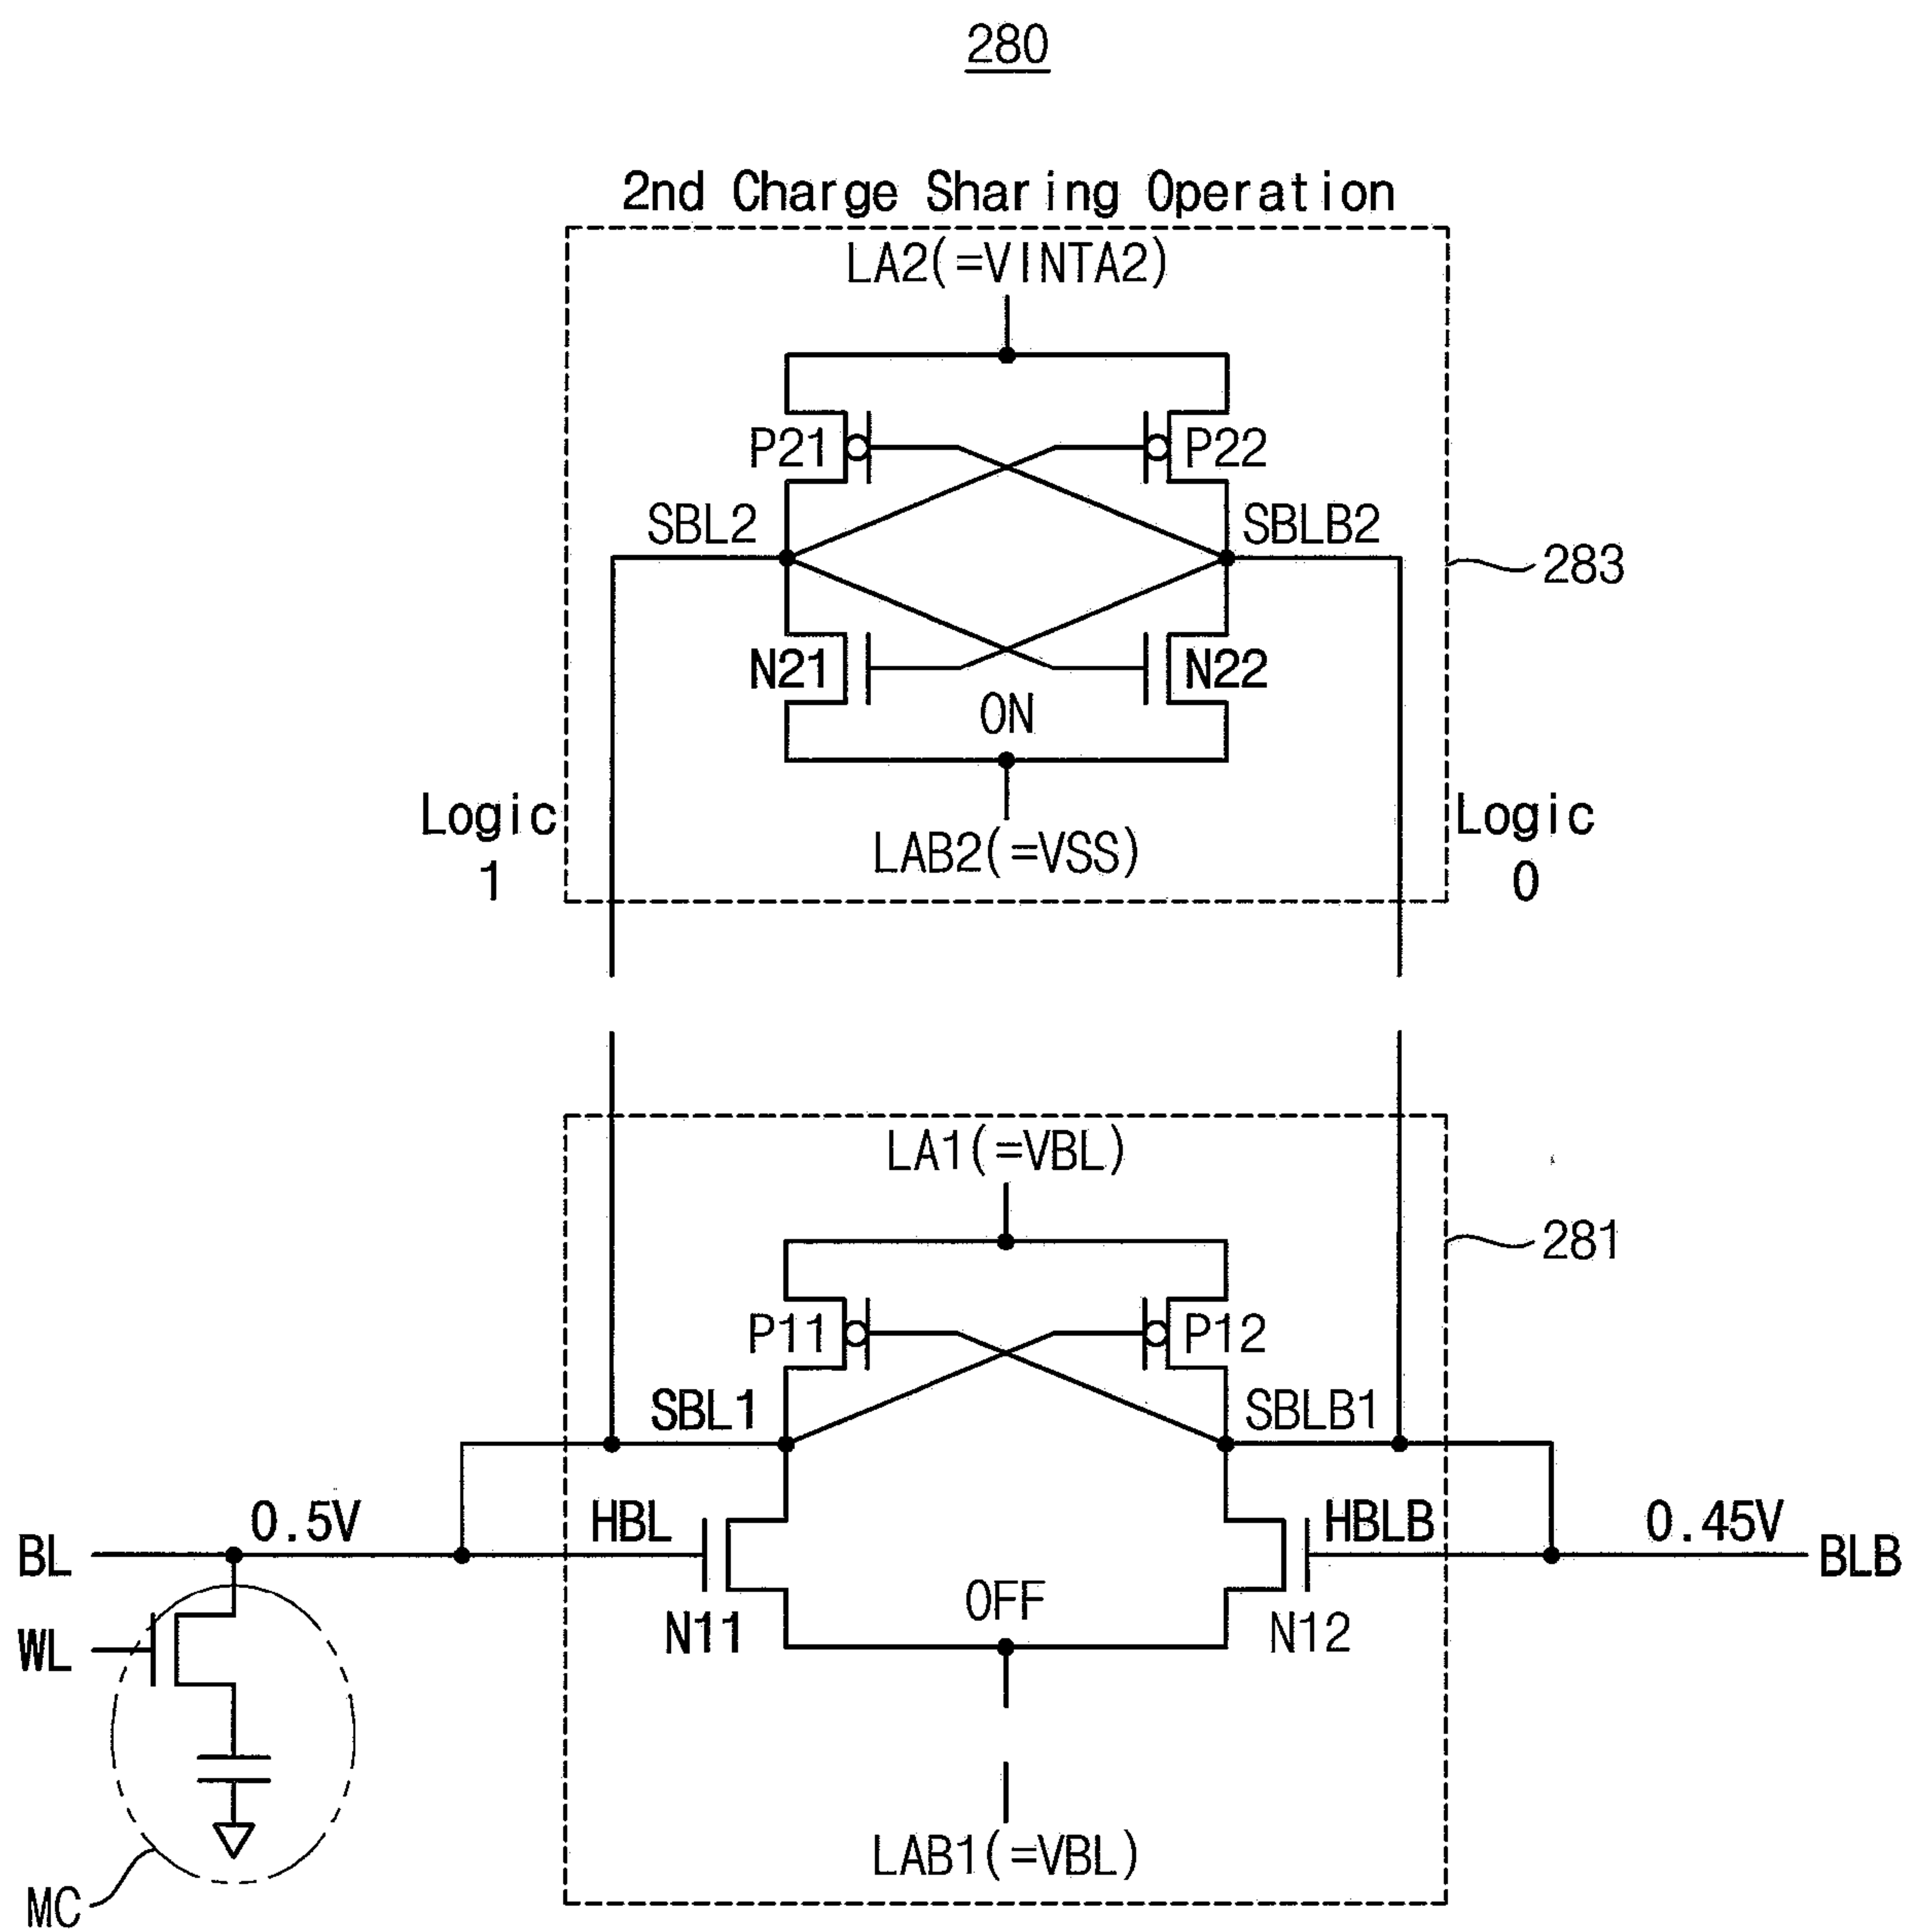 280
2nd Charge Sharing Operation
LA2(=VINTA2)
P21
P22
SBL2
SBLB2
283
N21
N22
ON
Logic
1
Logic
0
LAB2(=VSS)
LA1(=VBL)
281
P11
P12
SBL1
SBLB1
BL
0.5V
HBL
HBLB
0.45V
BLB
OFF
WL
N11
N12
LAB1(=VBL)
MC